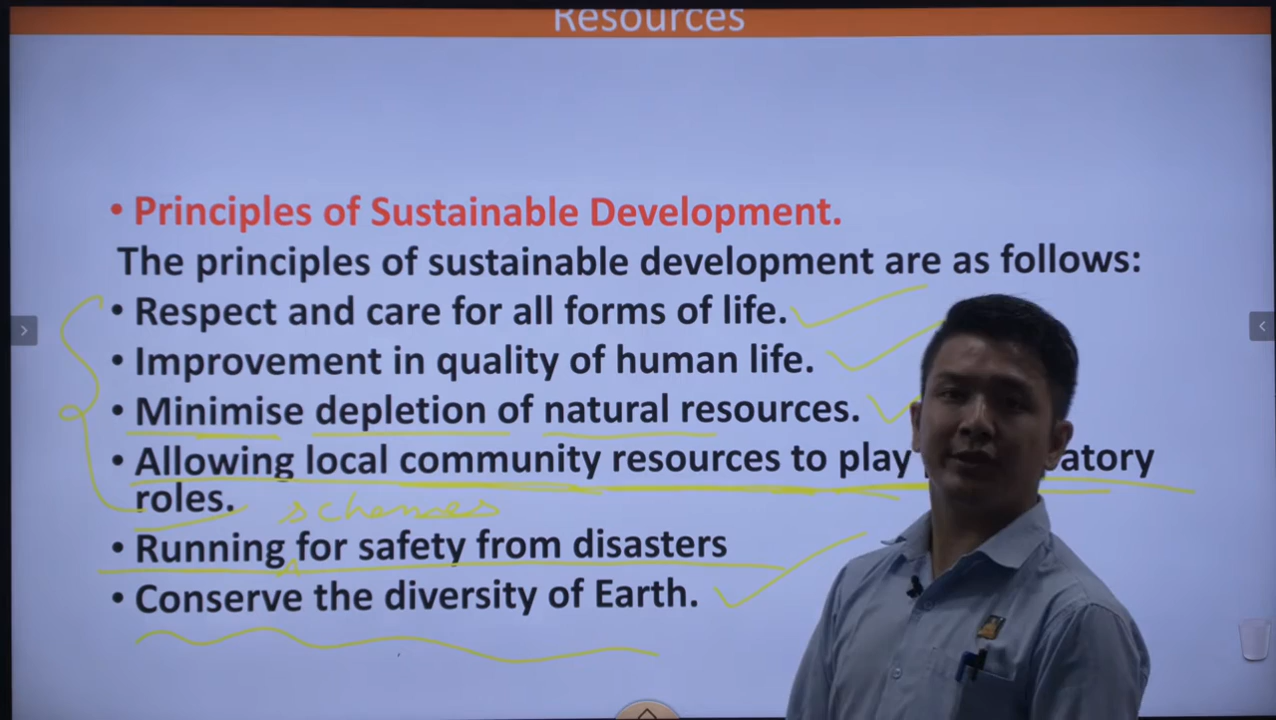 Resources
• Principles of Sustainable Development.
The principles of sustainable development are as follows:
• Respect and care for all forms of life.
• Improvement in quality of human life.
• Minimise depletion of natural resources.
• Allowing local community resources to play atory
roles.
schemes
• Running for safety from disasters
• Conserve the diversity of Earth.